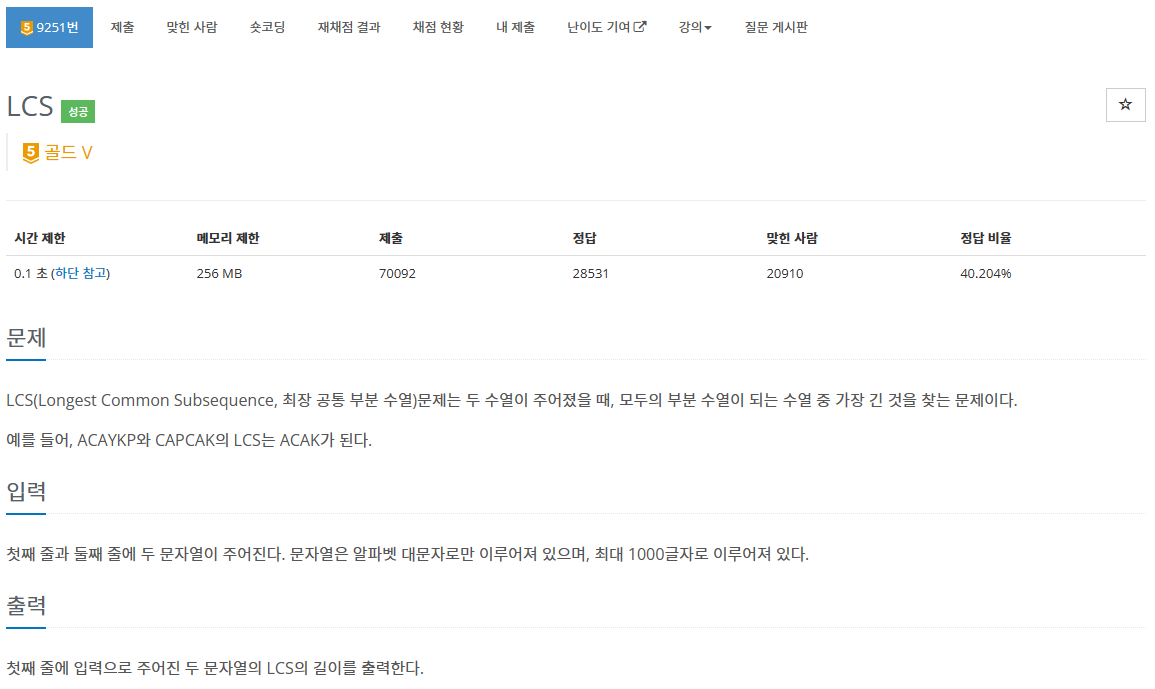 5 9251번 제출 맞힌 사람 숏코딩 재채점 결과 채점 현황 내 제출 난이도 기여 강의 질문 게시판
LCS 성공
5 골드 V
시간 제한 메모리 제한 제출 정답 맞힌 사람 정답 비율
0.1 초 (하단 참고) 256 MB 70092 28531 20910 40.204%
문제
LCS(Longest Common Subsequence, 최장 공통 부분 수열)문제는 두 수열이 주어졌을 때, 모두의 부분 수열이 되는 수열 중 가장 긴 것을 찾는 문제이다.
예를 들어, ACAYKP와 CAPCAK의 LCS는 ACAK가 된다.
입력
첫째 줄과 둘째 줄에 두 문자열이 주어진다. 문자열은 알파벳 대문자로만 이루어져 있으며, 최대 1000글자로 이루어져 있다.
출력
첫째 줄에 입력으로 주어진 두 문자열의 LCS의 길이를 출력한다.